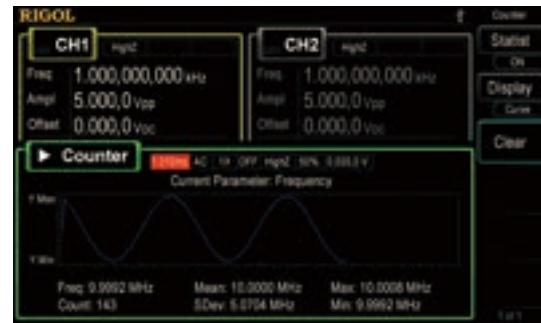 RIGOL
Counter
CH1 HighZ
CH2 HighZ
Statist
ON
Freq 1.000,000,000 kHz
Freq 1.000,000,000 kHz
Display
Curve
Ampl 5.000,0 Vpp
Ampl 5.000,0 Vpp
Offset 0.000,0 VDC
Offset 0.000,0 VDC
Clear
Counter
AC 1X OFF HighZ 50% 0.000,0 V
Current Parameter: Frequency
Y Max
Y Min
Freq: 9.9992 MHz
Mean: 10.0000 MHz
Max: 10.0008 MHz
Count: 143
SDev: 5.0704 MHz
Min: 9.9992 MHz
1 of 1